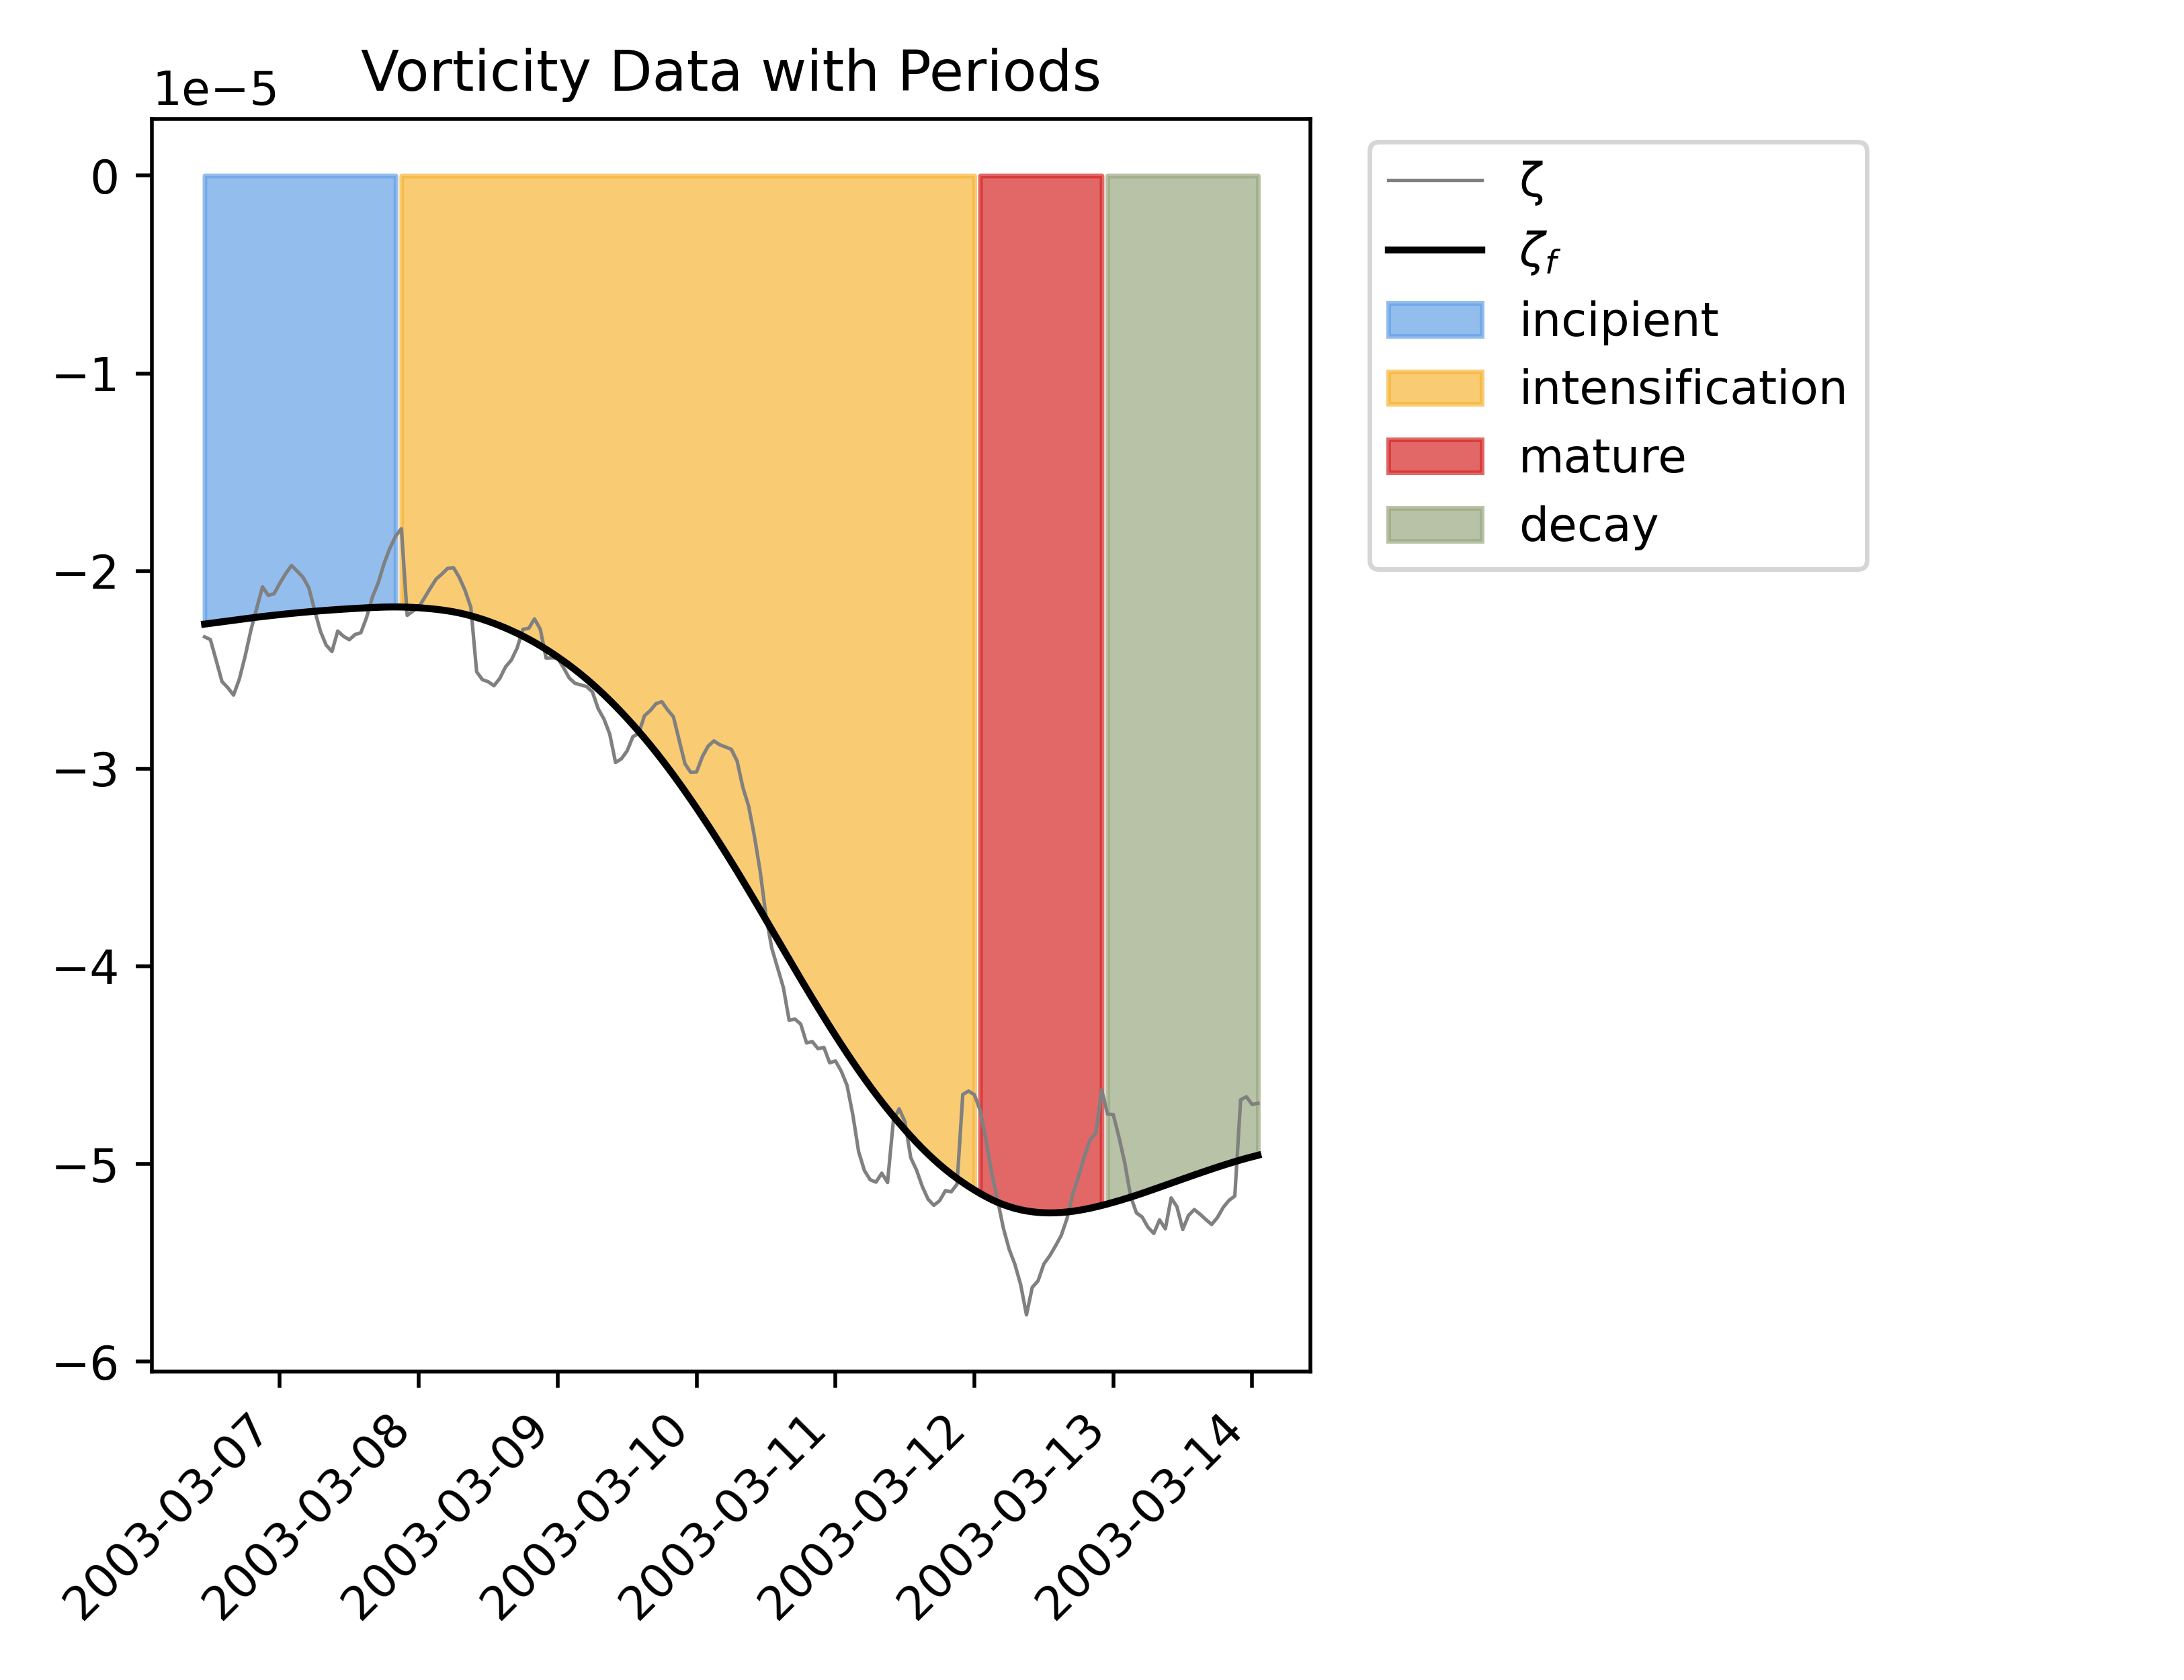 Vorticity Data with Periods
1e−5
0
−1
−2
−3
−4
−5
−6
2003-03-07
2003-03-08
2003-03-09
2003-03-10
2003-03-11
2003-03-12
2003-03-13
2003-03-14
ζ
ζf
incipient
intensification
mature
decay